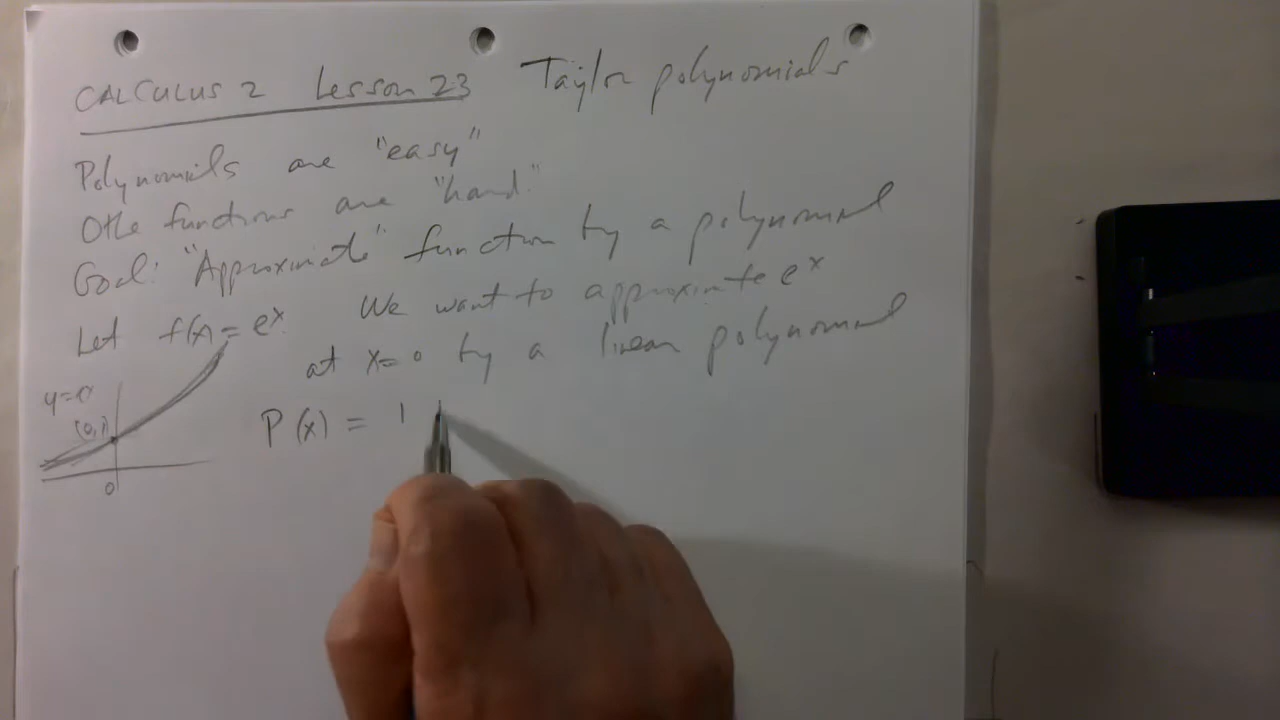 CALCULUS 2 Lesson 23 Taylor polynomials
Polynomials are "easy"
Othe functions are "hard."
Goal: "Approximate" function by a polynomial
Let f(x) = e^x. We want to approximate e^x
at x=0 by a linear polynomial
(0,1)
P(x) = 1
0